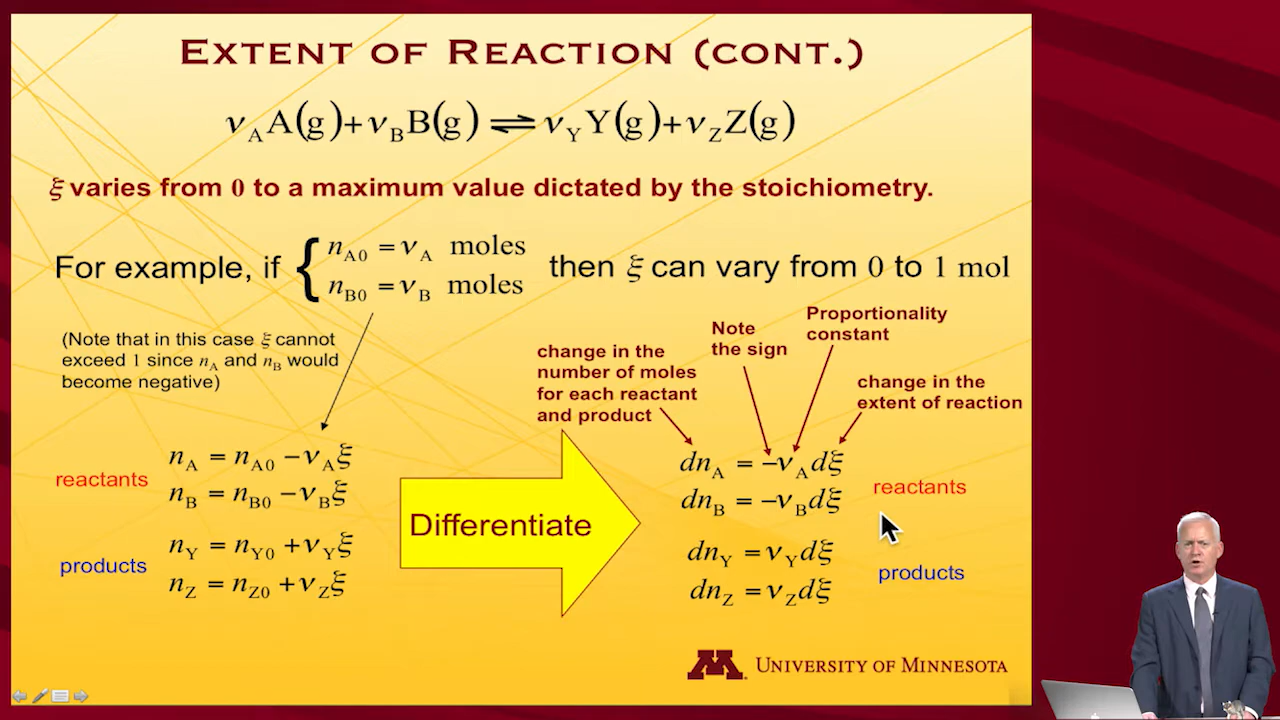 EXTENT OF REACTION (CONT.)
ν_A A(g)+ν_B B(g) ⇌ ν_Y Y(g)+ν_Z Z(g)
ξ varies from 0 to a maximum value dictated by the stoichiometry.
For example, if { n_A0 = ν_A moles
n_B0 = ν_B moles
then ξ can vary from 0 to 1 mol
(Note that in this case ξ cannot
exceed 1 since n_A and n_B would
become negative)
change in the
number of moles
for each reactant
and product
Note
the sign
Proportionality
constant
change in the
extent of reaction
reactants
n_A = n_A0 −ν_A ξ
n_B = n_B0 −ν_B ξ
products
n_Y = n_Y0 +ν_Y ξ
n_Z = n_Z0 +ν_Z ξ
Differentiate
dn_A = −ν_A dξ
dn_B = −ν_B dξ
reactants
dn_Y = ν_Y dξ
dn_Z = ν_Z dξ
products
M UNIVERSITY OF MINNESOTA